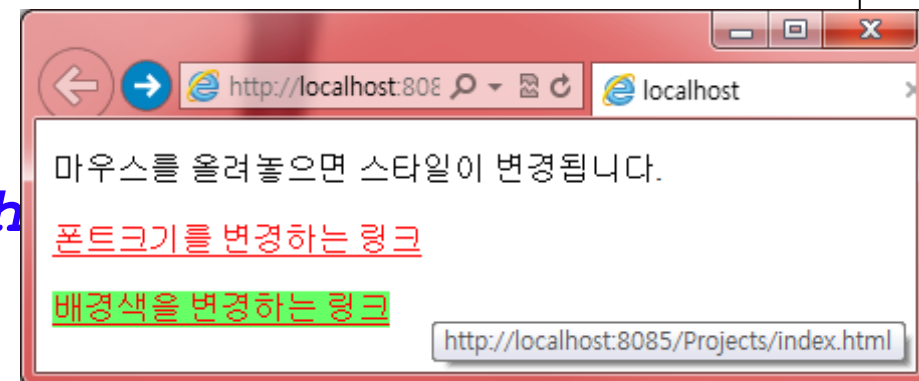 http://localhost:808
localhost
마우스를 올려놓으면 스타일이 변경됩니다.
h
폰트크기를 변경하는 링크
배경색을 변경하는 링크
http://localhost:8085/Projects/index.html